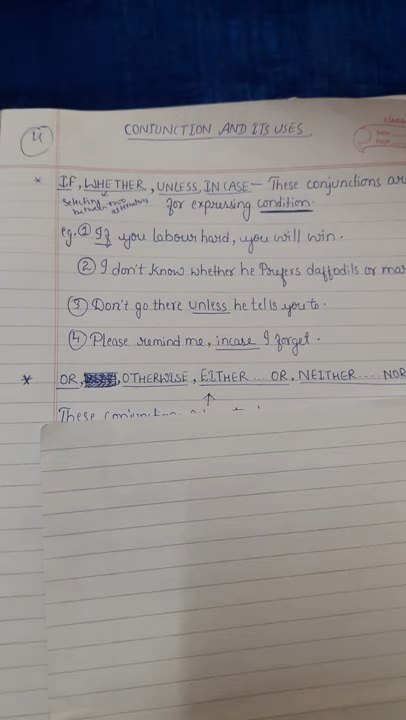 4
CONJUNCTION AND ITS USES.
* IF, WHETHER, UNLESS, IN CASE — These conjunctions are
Selecting between two alternatives
for expressing condition.
eg. ① If you labour hard, you will win.
② I don't know whether he Prefers daffodils or mar
③ Don't go there unless he tells you to.
④ Please remind me, incase I forget.
* OR, OTHERWISE, EITHER .... OR, NEITHER .... NOR
These